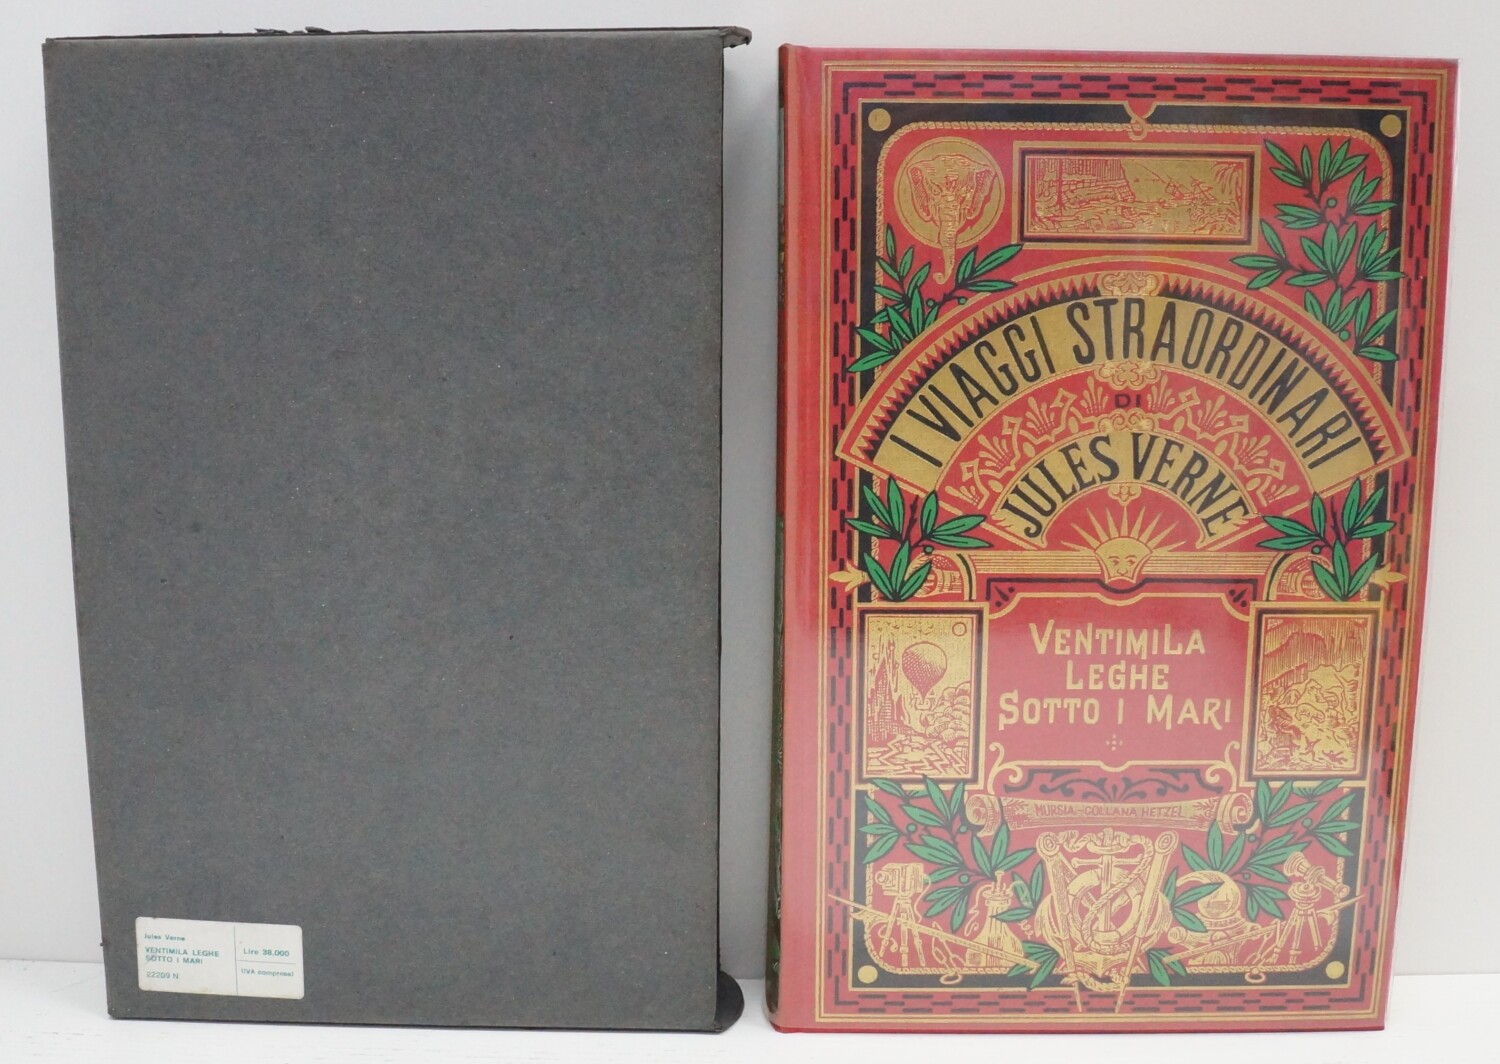 Jules Verne
VENTIMILA LEGHE
SOTTO I MARI
22299 N
Lire 38.000
(IVA compresa)
I VIAGGI STRAORDINARI
DI
JULES VERNE
VENTIMILA
LEGHE
SOTTO I MARI
MURSIA - COLLANA HETZEL